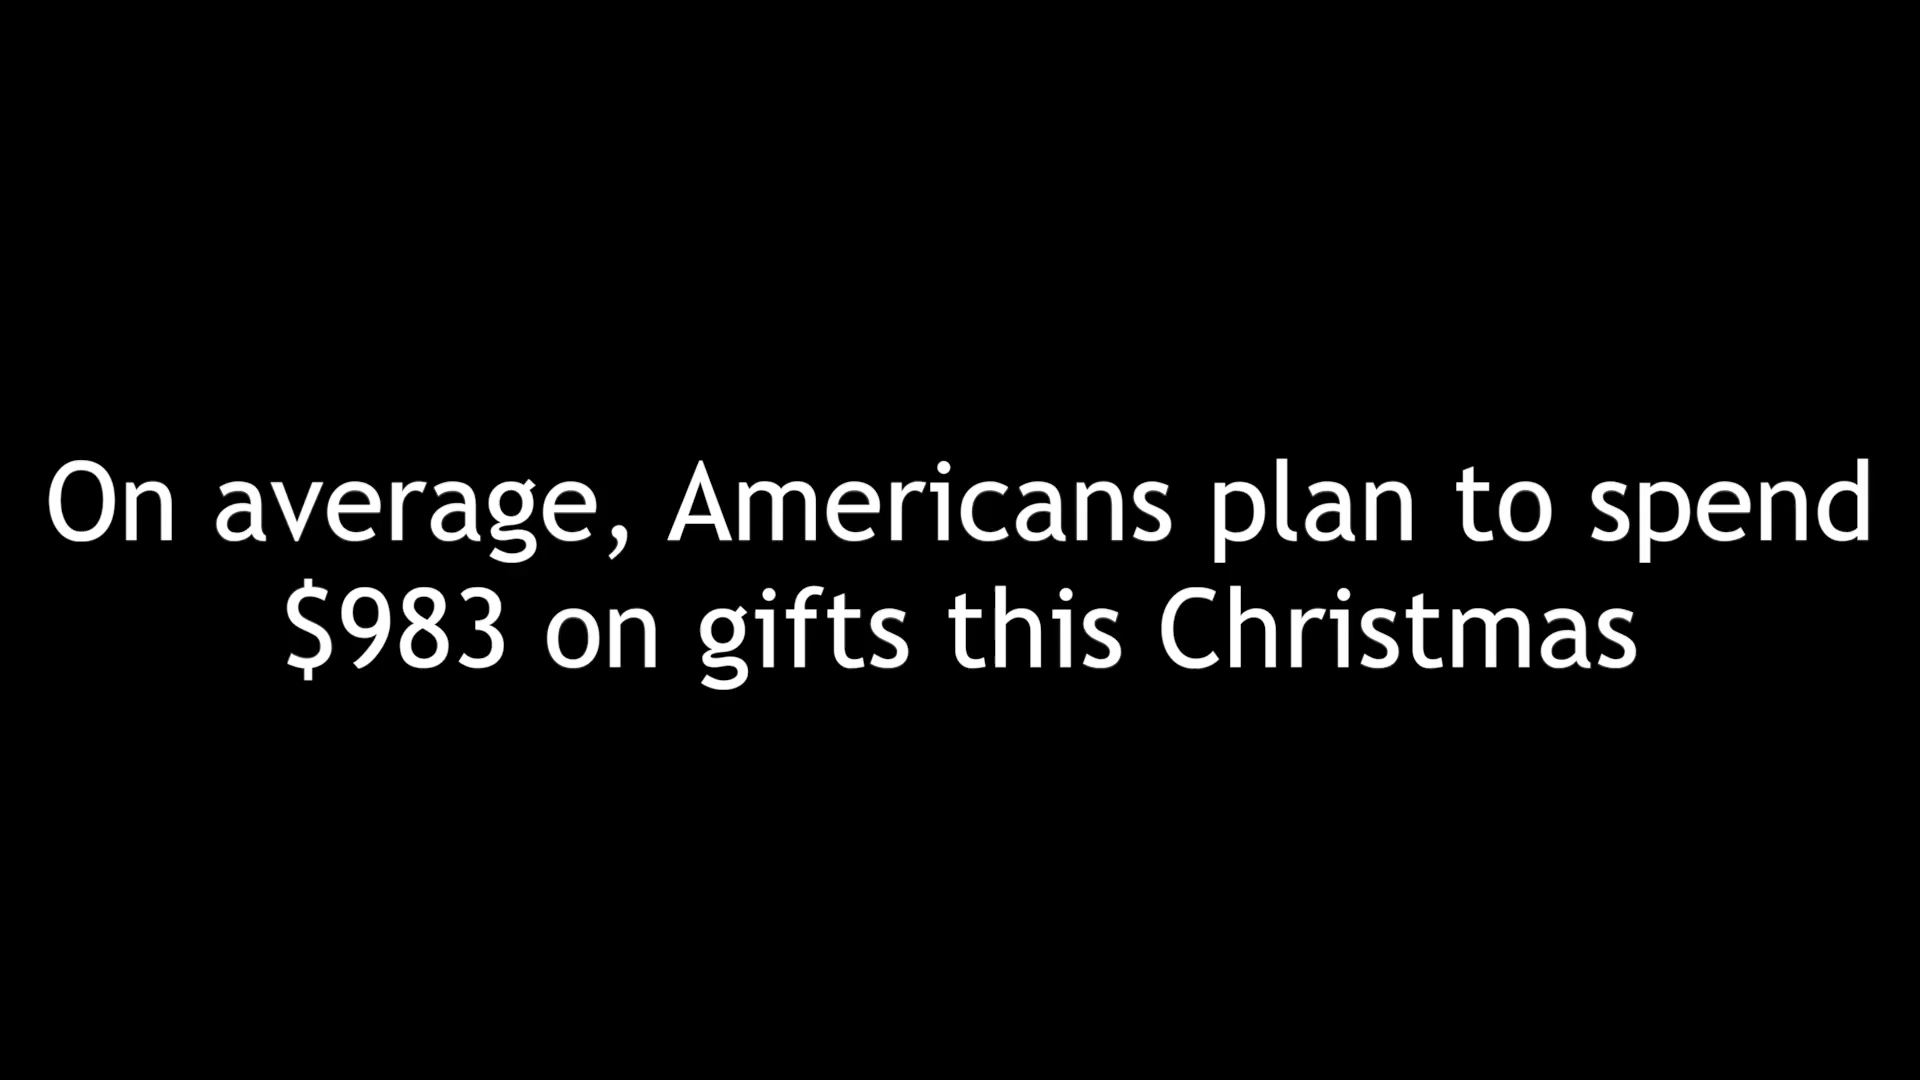 On average, Americans plan to spend
$983 on gifts this Christmas